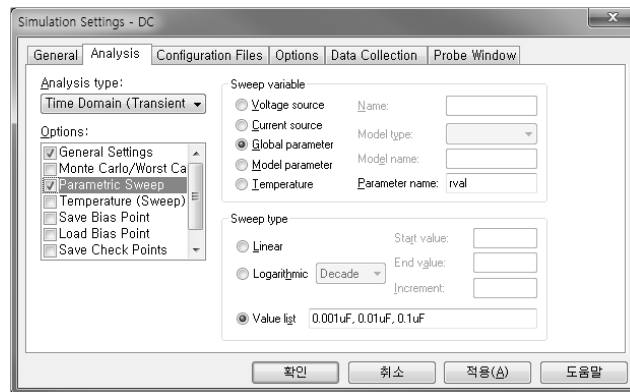 Simulation Settings - DC
General Analysis Configuration Files Options Data Collection Probe Window
Analysis type:
Time Domain (Transient
Options:
General Settings
Monte Carlo/Worst Ca
Parametric Sweep
Temperature (Sweep)
Save Bias Point
Load Bias Point
Save Check Points
Sweep variable
Voltage source
Current source
Global parameter
Model parameter
Temperature
Name:
Model type:
Model name:
Parameter name: rval
Sweep type
Linear
Logarithmic Decade
Start value:
End value:
Increment:
Value list 0.001uF, 0.01uF, 0.1uF
확인 취소 적용(A) 도움말